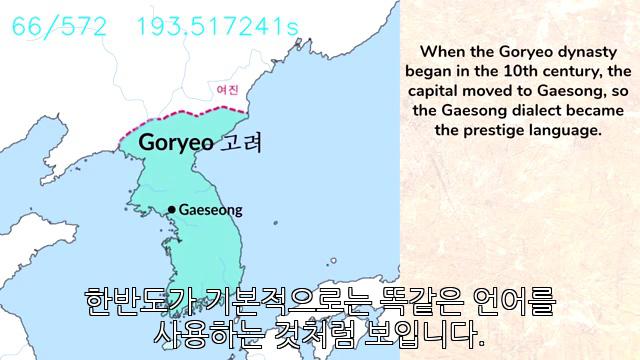 66/572 193.517241s
When the Goryeo dynasty
began in the 10th century, the
capital moved to Gaesong, so
the Gaesong dialect became
the prestige language.
여진
Goryeo 고려
Gaeseong
한반도가 기본적으로는 똑같은 언어를
사용하는 것처럼 보입니다.